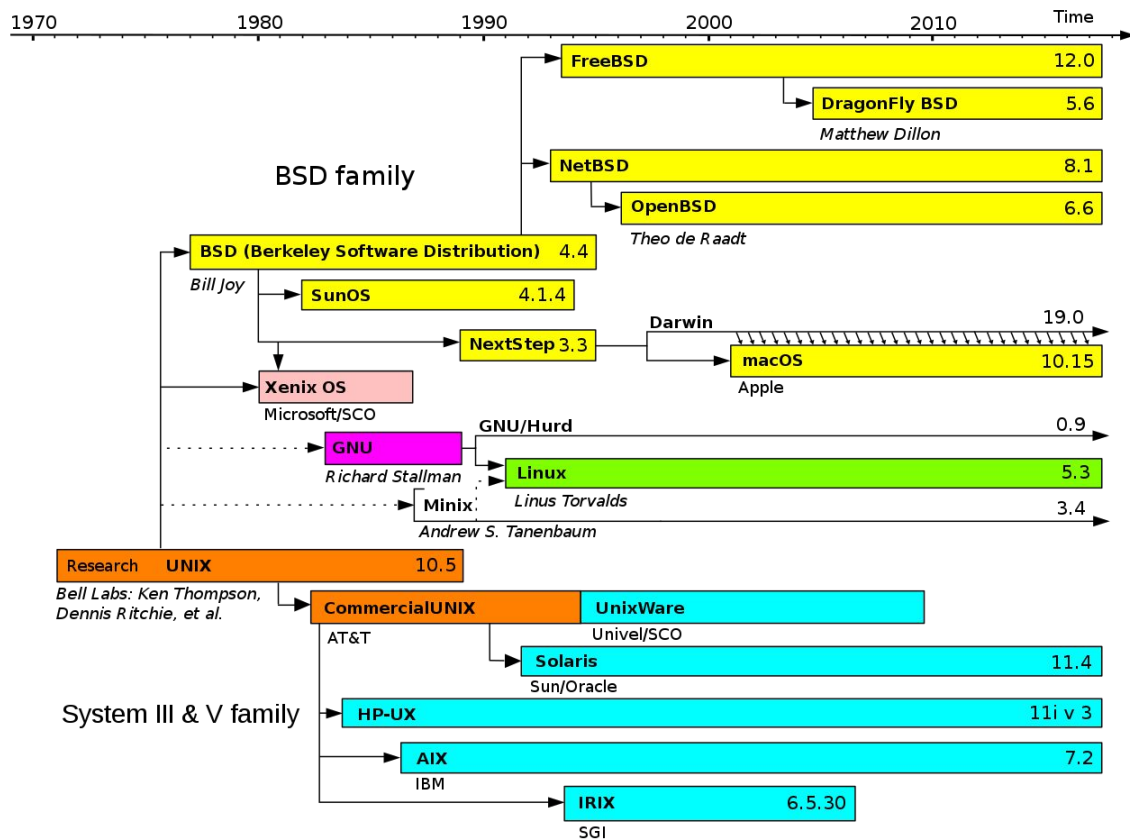 1970 1980 1990 2000 2010 Time
FreeBSD 12.0
DragonFly BSD 5.6
Matthew Dillon
BSD family
NetBSD 8.1
OpenBSD 6.6
Theo de Raadt
BSD (Berkeley Software Distribution) 4.4
Bill Joy
SunOS 4.1.4
Darwin 19.0
NextStep 3.3
macOS 10.15
Apple
Xenix OS
Microsoft/SCO
GNU/Hurd 0.9
GNU
Richard Stallman
Linux 5.3
Linus Torvalds
Minix 3.4
Andrew S. Tanenbaum
Research UNIX 10.5
Bell Labs: Ken Thompson,
Dennis Ritchie, et al.
CommercialUNIX UnixWare
AT&T Univel/SCO
Solaris 11.4
Sun/Oracle
System III & V family
HP-UX 11i v 3
AIX 7.2
IBM
IRIX 6.5.30
SGI